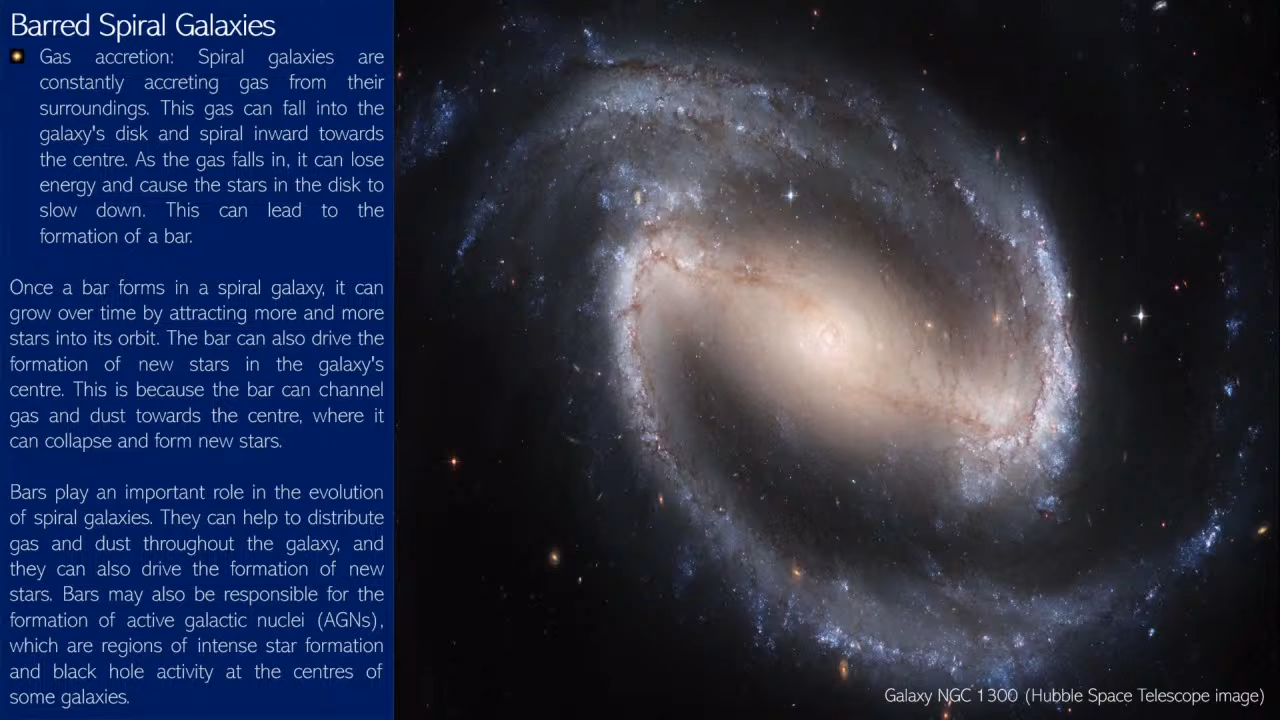 Barred Spiral Galaxies
Gas accretion: Spiral galaxies are
constantly accreting gas from their
surroundings. This gas can fall into the
galaxy's disk and spiral inward towards
the centre. As the gas falls in, it can lose
energy and cause the stars in the disk to
slow down. This can lead to the
formation of a bar.
Once a bar forms in a spiral galaxy, it can
grow over time by attracting more and more
stars into its orbit. The bar can also drive the
formation of new stars in the galaxy's
centre. This is because the bar can channel
gas and dust towards the centre, where it
can collapse and form new stars.
Bars play an important role in the evolution
of spiral galaxies. They can help to distribute
gas and dust throughout the galaxy, and
they can also drive the formation of new
stars. Bars may also be responsible for the
formation of active galactic nuclei (AGNs),
which are regions of intense star formation
and black hole activity at the centres of
some galaxies.
Galaxy NGC 1300 (Hubble Space Telescope image)